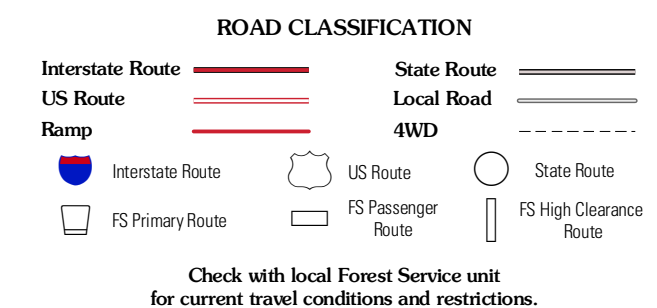 ROAD CLASSIFICATION
Interstate Route
State Route
US Route
Local Road
Ramp
4WD
Interstate Route
US Route
State Route
FS Primary Route
FS Passenger
Route
FS High Clearance
Route
Check with local Forest Service unit
for current travel conditions and restrictions.